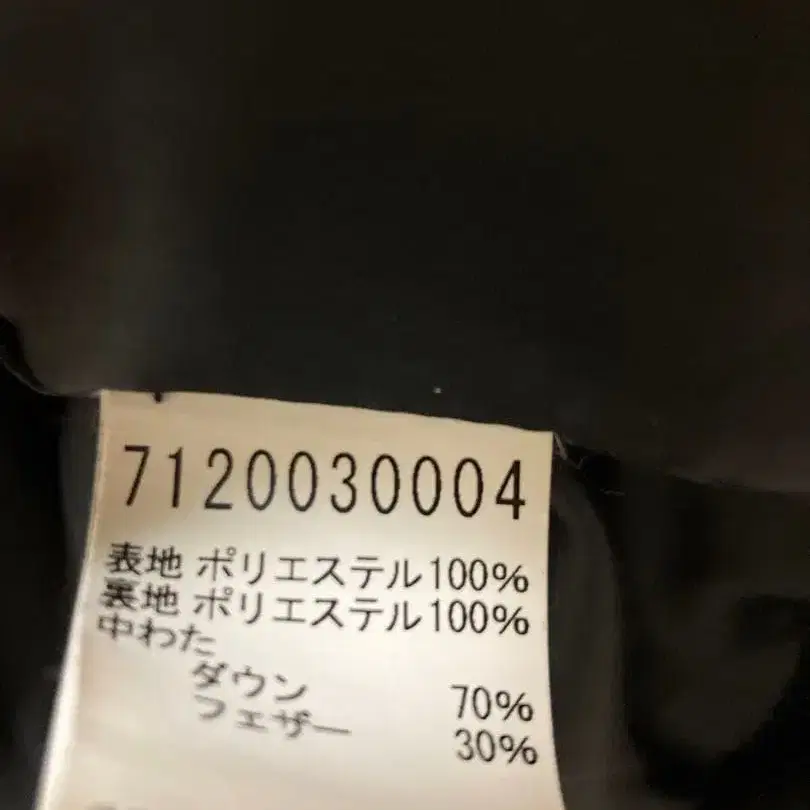 7120030004
表地 ポリエステル100%
裏地 ポリエステル100%
中わた
ダウン 70%
フェザー 30%